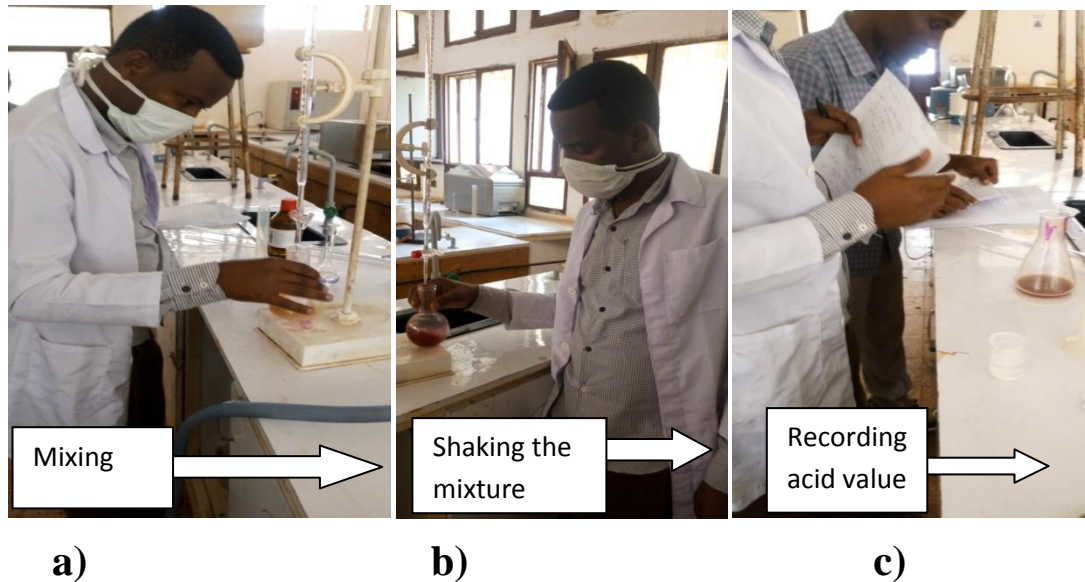 Mixing
Shaking the
mixture
Recording
acid value
a)
b)
c)